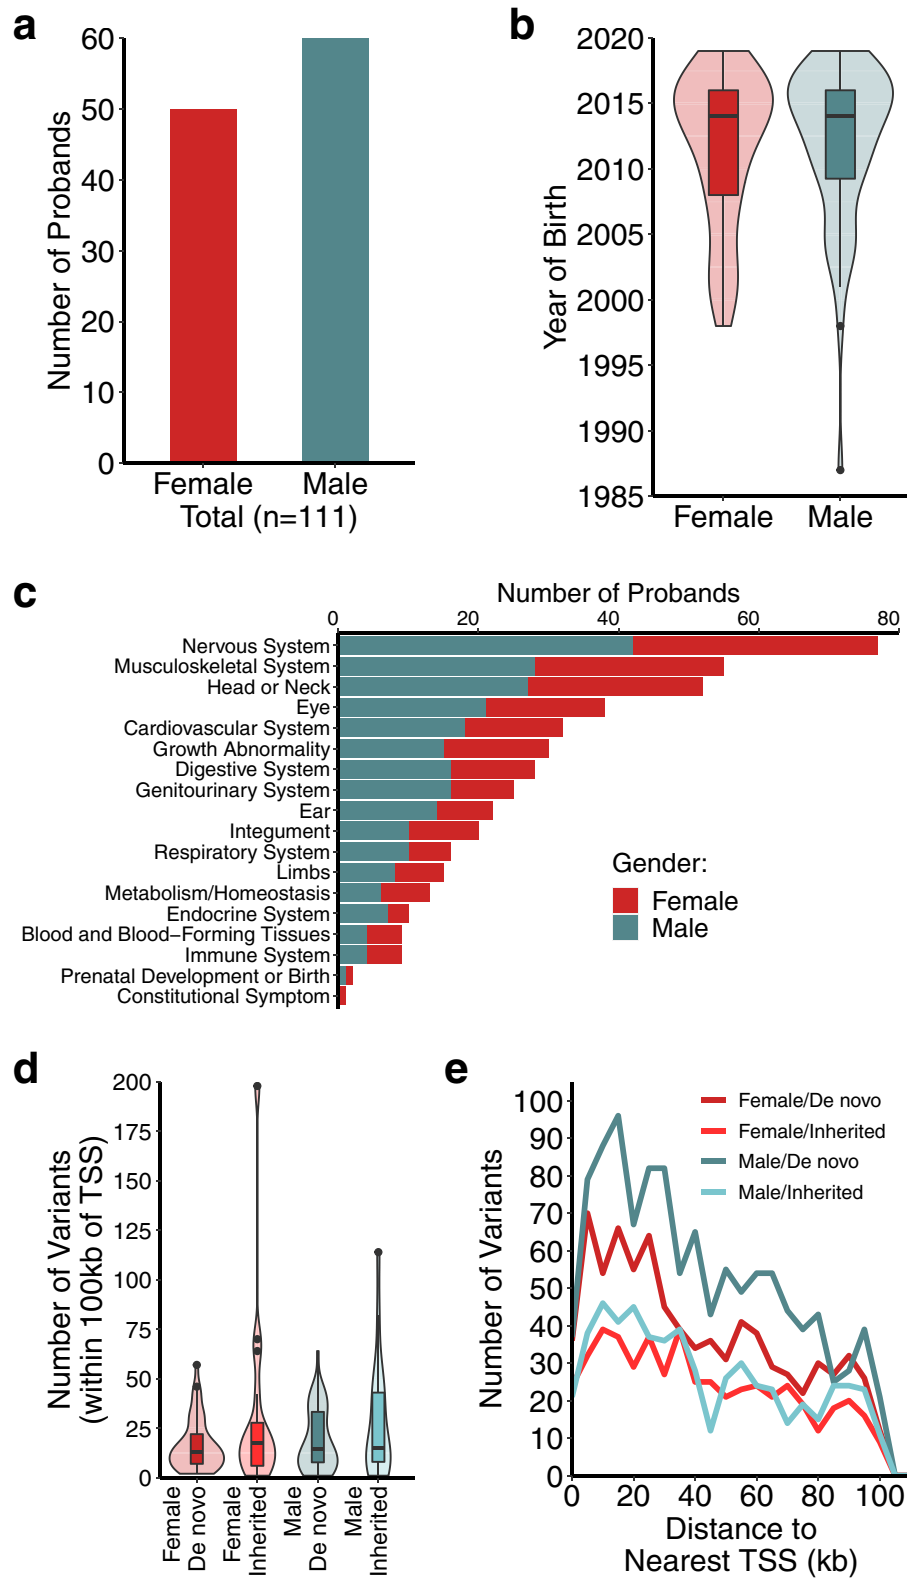 a
Number of Probands
60
50
40
30
20
10
0
Female Male
Total (n=111)
b
Year of Birth
2020
2015
2010
2005
2000
1995
1990
1985
Female Male
c
Number of Probands
0 20 40 60 80
Nervous System
Musculoskeletal System
Head or Neck
Eye
Cardiovascular System
Growth Abnormality
Digestive System
Genitourinary System
Ear
Integument
Respiratory System
Limbs
Metabolism/Homeostasis
Endocrine System
Blood and Blood–Forming Tissues
Immune System
Prenatal Development or Birth
Constitutional Symptom
Gender:
Female
Male
d
Number of Variants
(within 100kb of TSS)
200
175
150
125
100
75
50
25
0
Female
De novo
Female
Inherited
Male
De novo
Male
Inherited
e
Number of Variants
100
90
80
70
60
50
40
30
20
10
0
Female/De novo
Female/Inherited
Male/De novo
Male/Inherited
0 20 40 60 80 100
Distance to
Nearest TSS (kb)